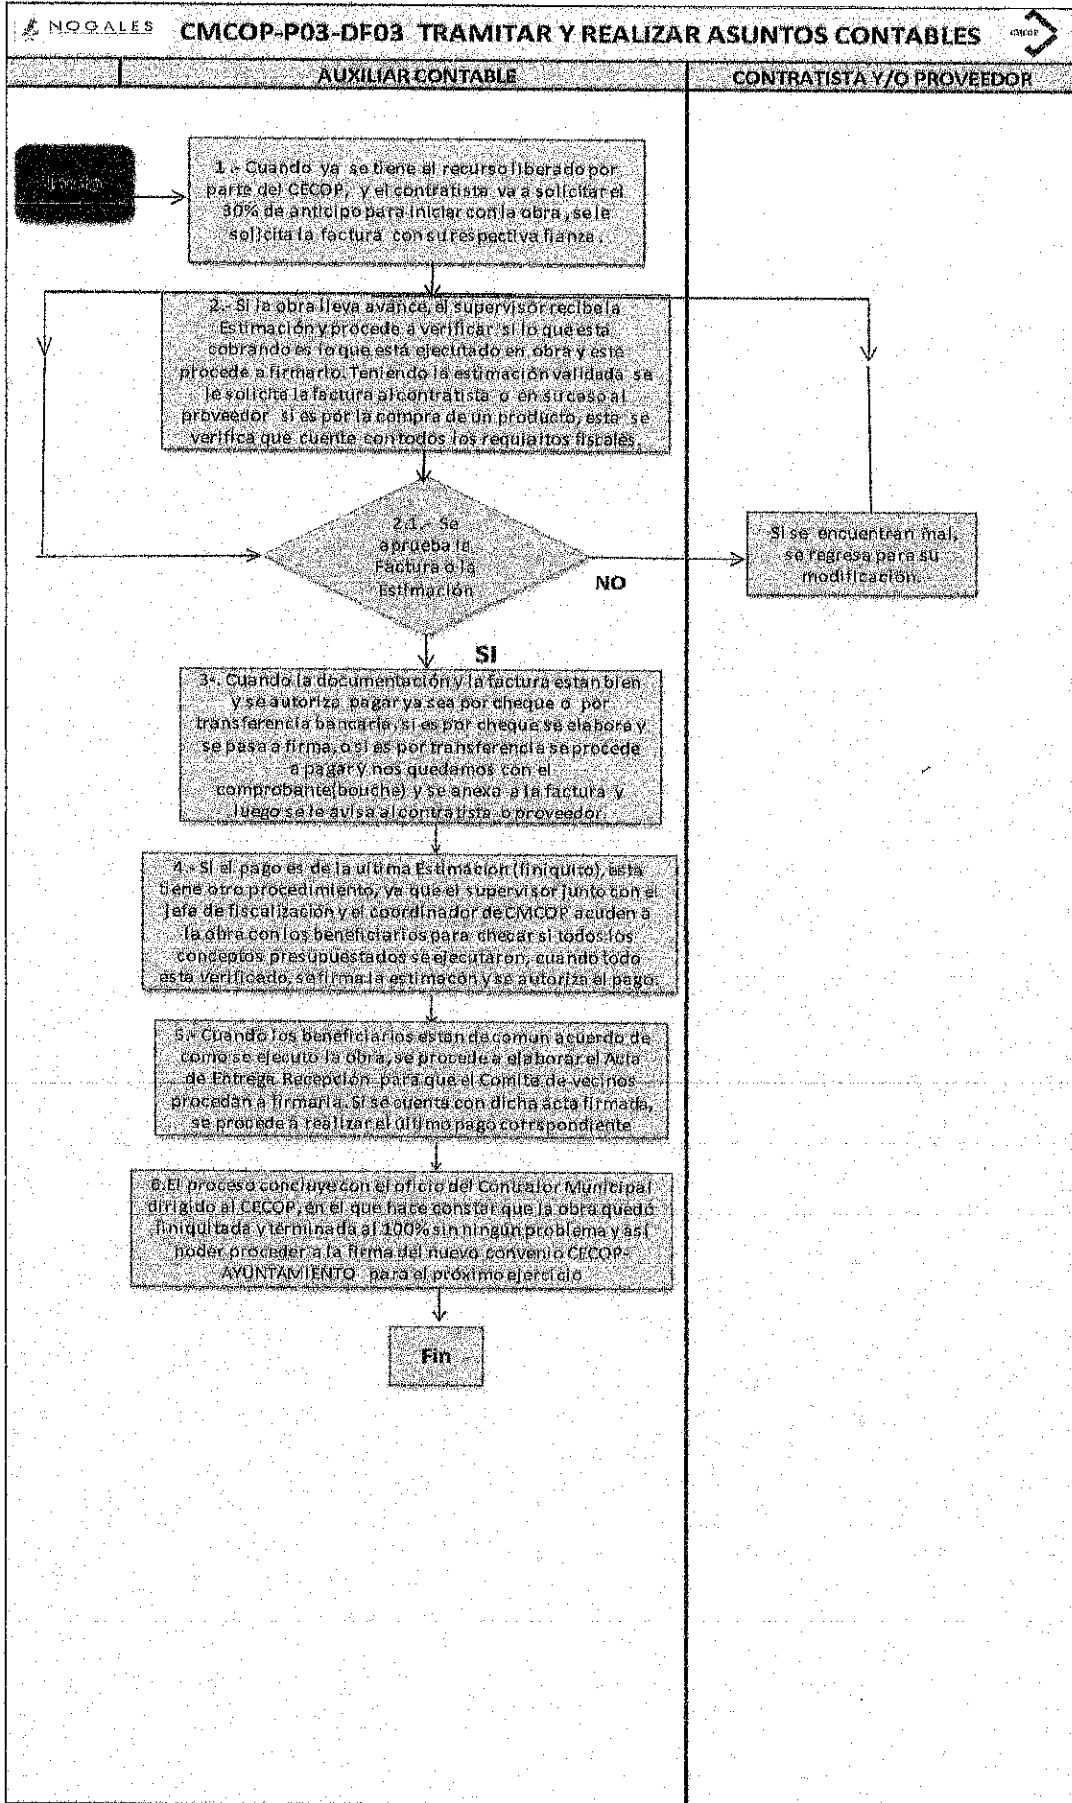 NOGALES
CMCOP-P03-DF03 TRAMITAR Y REALIZAR ASUNTOS CONTABLES
CMCOP
AUXILIAR CONTABLE
CONTRATISTA Y/O PROVEEDOR
1.- Cuando ya se tiene el recurso liberado por
parte del CECOP, y el contratista va a solicitar el
30% de anticipo para iniciar con la obra, se le
solicita la factura con su respectiva fianza.
2.- Si la obra lleva avance, el supervisor recibe la
Estimación y procede a verificar, si lo que está
cobrando es lo que está ejecutado en obra y este
procede a firmarlo. Teniendo la estimación validada se
le solicita la factura al contratista o en su caso al
proveedor si es por la compra de un producto, esta se
verifica que cuente con todos los requiaitos fiscales.
2.1.- Se
aprueba la
Factura o la
Estimación
NO
Si se encuentran mal,
se regresa para su
modificación.
SI
3-. Cuando la documentación y la factura estan bien
y se autoriza pagar ya sea por cheque o por
transferencia bancaria, si es por cheque se elabora y
se pasa a firma, o si es por transferencia se procede
a pagar y nos quedamos con el
comprobante(bouche) y se anexa a la factura y
luego se le avisa al contratista o proveedor.
4.- Si el pago es de la ultima Estimación (finiquito), esta
tiene otro procedimiento, ya que el supervisor junto con el
jefe de fiscalización y el coordinador de CMCOP acuden a
la obra con los beneficiarios para checar si todos los
conceptos presupuestados se ejecutaron, cuando todo
esta verificado, se firma la estimacón y se autoriza el pago.
5.- Cuando los beneficiarios estan de comun acuerdo de
como se ejecuto la obra, se procede a elaborar el Acta
de Entrega Recepción para que el Comite de vecinos
procedan a firmarla. Si se cuenta con dicha acta firmada,
se procede a realizar el último pago corrspondiente
6.El proceso concluye con el oficio del Contralor Municipal
dirigido al CECOP, en el que hace constar que la obra quedó
finiquitada y terminada al 100% sin ningún problema y así
poder proceder a la firma del nuevo convenio CECOP-
AYUNTAMIENTO para el próximo ejercicio
Fin